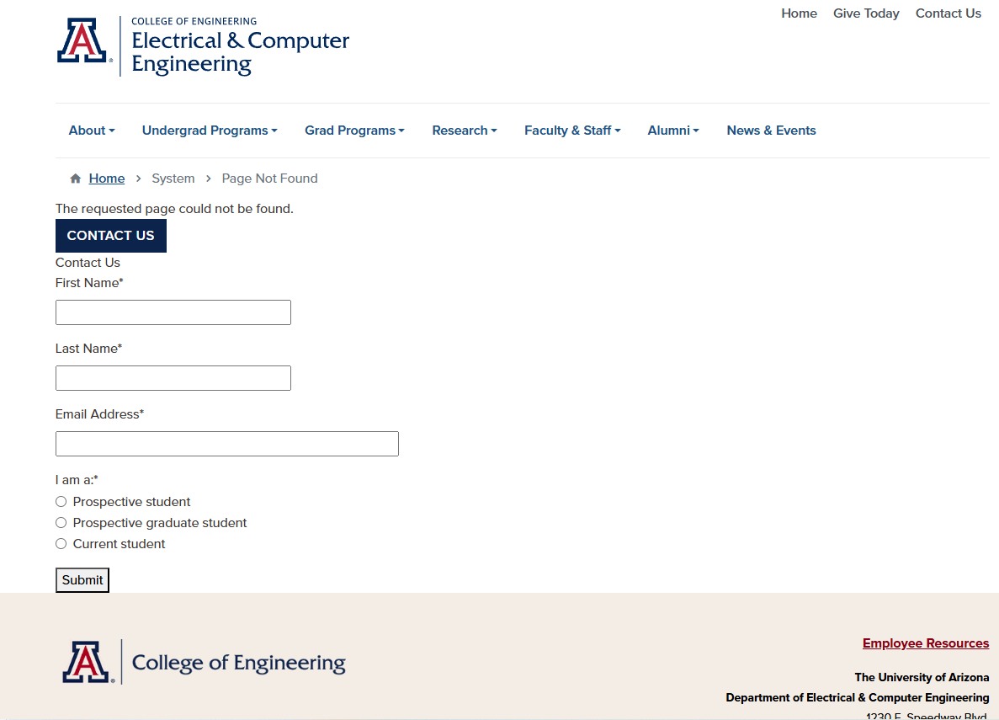 Home Give Today Contact Us
COLLEGE OF ENGINEERING
Electrical & Computer
Engineering
About Undergrad Programs Grad Programs Research Faculty & Staff Alumni News & Events
Home > System > Page Not Found
The requested page could not be found.
CONTACT US
Contact Us
First Name*
Last Name*
Email Address*
I am a:*
Prospective student
Prospective graduate student
Current student
Submit
A College of Engineering
Employee Resources
The University of Arizona
Department of Electrical & Computer Engineering
1230 E. Speedway Blvd.